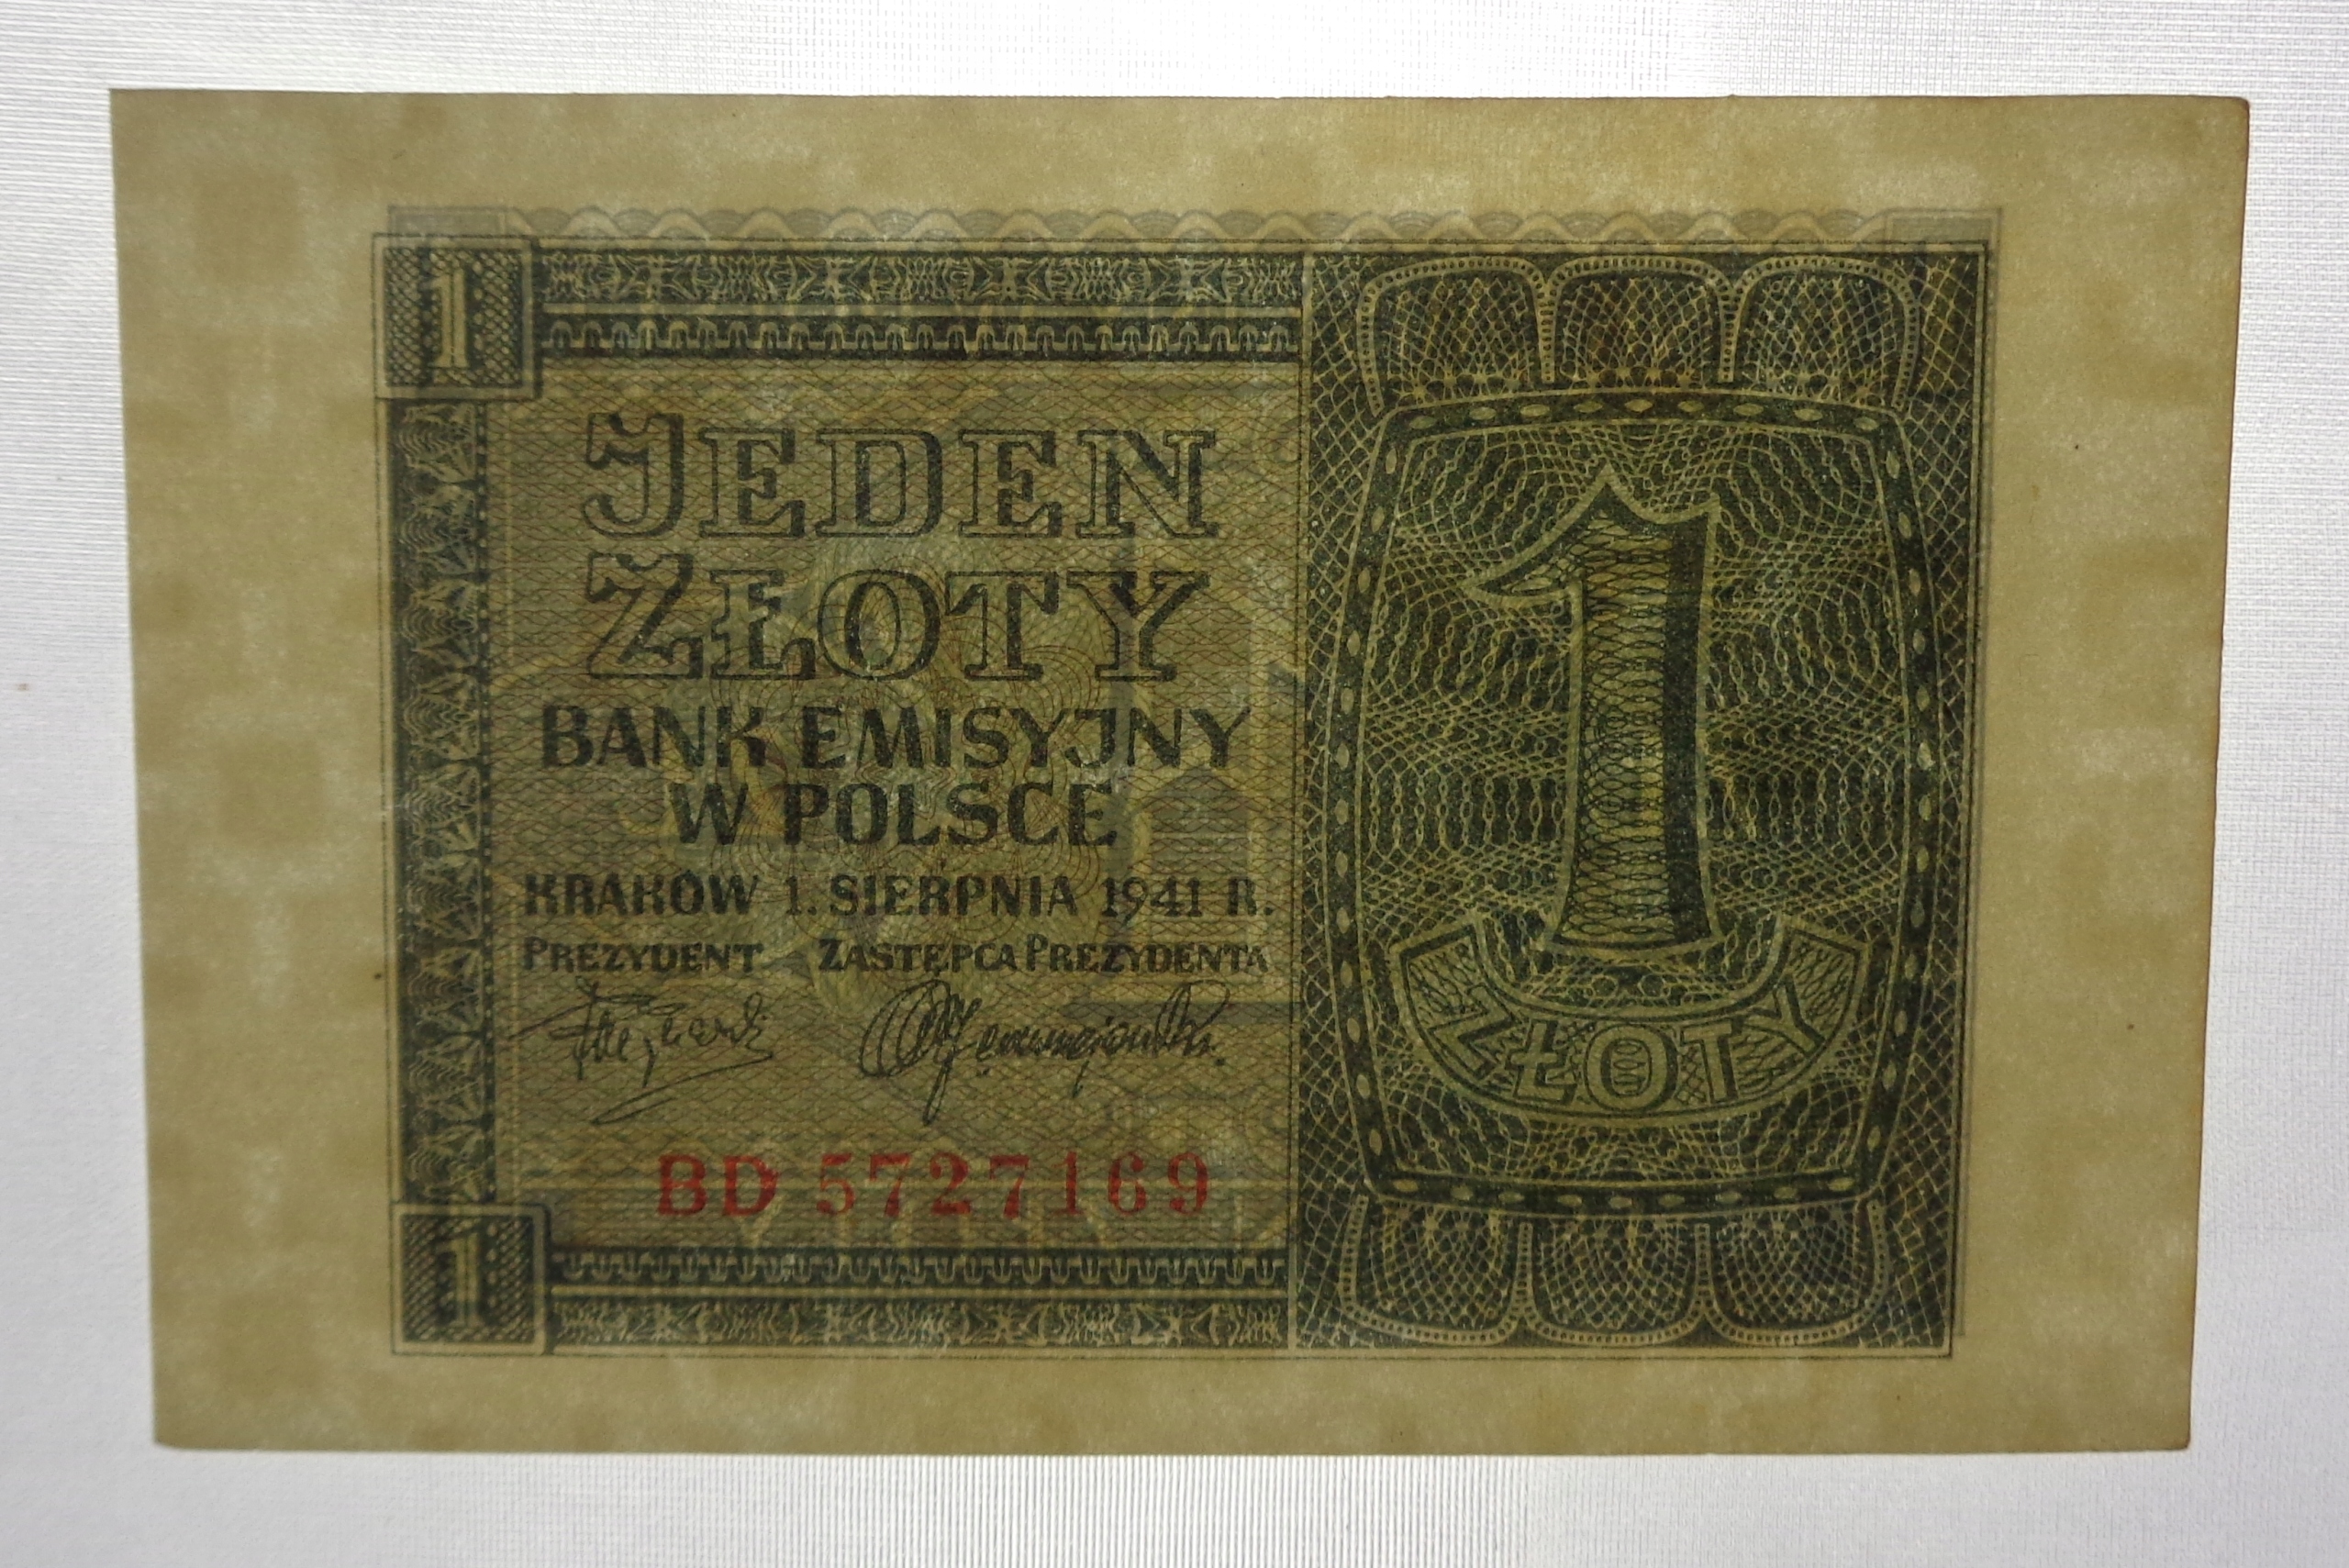 1
JEDEN
ZŁOTY
BANK EMISYJNY
W POLSCE
KRAKÓW 1. SIERPNIA 1941 R.
PREZYDENT ZASTĘPCA PREZYDENTA
BD 5727169
1
1
ZŁOTY